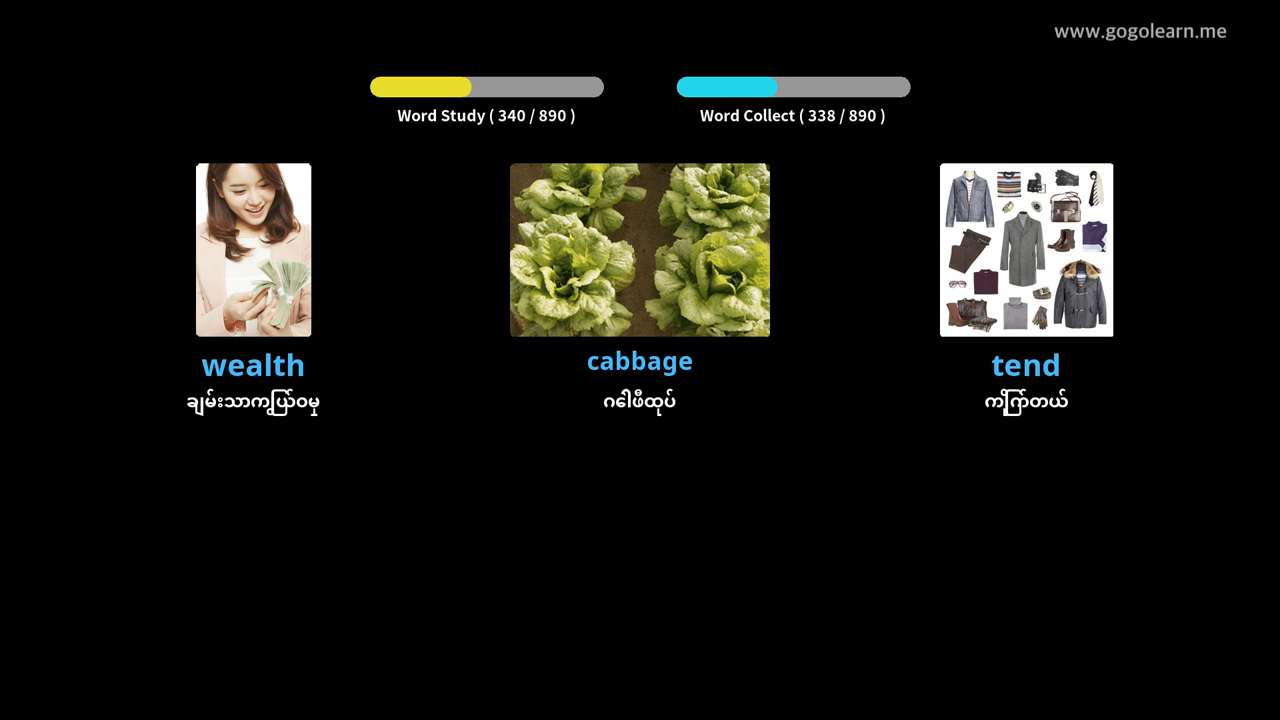 www.gogolearn.me
Word Study ( 340 / 890 )
Word Collect ( 338 / 890 )
wealth
cabbage
tend
ချမ်းသာကြွယ်ဝမှု
ဂေါ်ဖီထုပ်
ကြိုက်တယ်